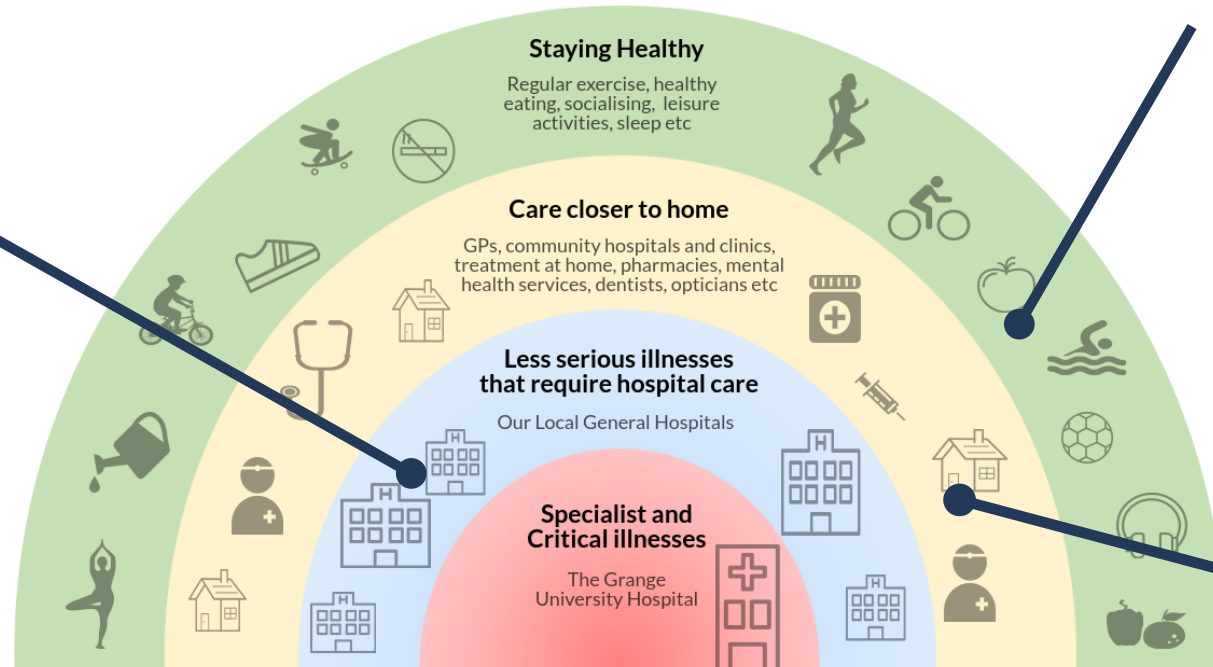 Staying Healthy
Regular exercise, healthy
eating, socialising, leisure
activities, sleep etc
Care closer to home
GPs, community hospitals and clinics,
treatment at home, pharmacies, mental
health services, dentists, opticians etc
Less serious illnesses
that require hospital care
Our Local General Hospitals
Specialist and
Critical illnesses
The Grange
University Hospital
H
H
H
H
H